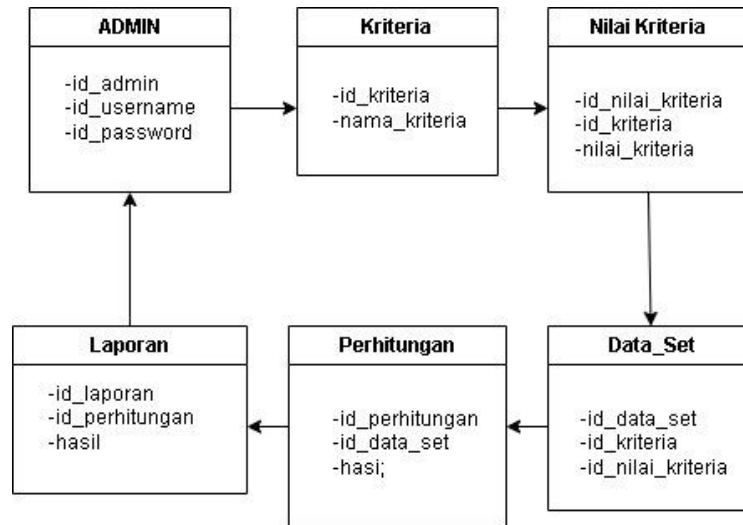 ADMIN
-id_admin
-id_username
-id_password
Kriteria
-id_kriteria
-nama_kriteria
Nilai Kriteria
-id_nilai_kriteria
-id_kriteria
-nilai_kriteria
Laporan
-id_laporan
-id_perhitungan
-hasil
Perhitungan
-id_perhitungan
-id_data_set
-hasi;
Data_Set
-id_data_set
-id_kriteria
-id_nilai_kriteria